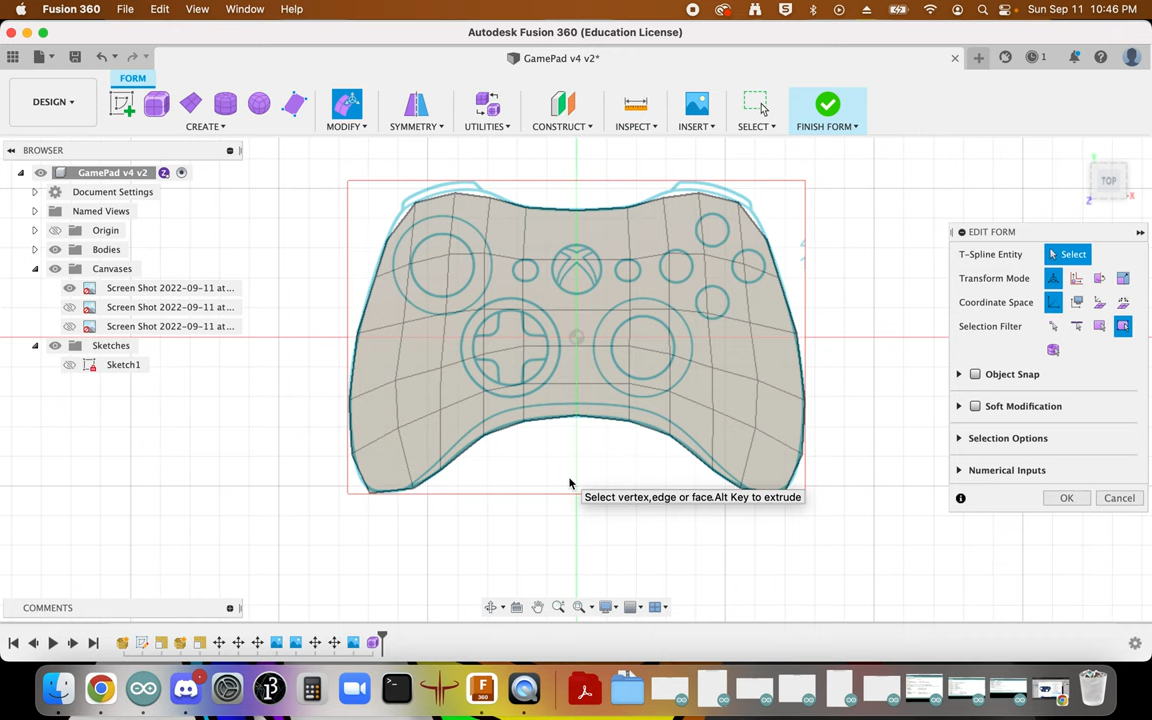 Fusion 360 File Edit View Window Help Sun Sep 11 10:46 PM
Autodesk Fusion 360 (Education License)
GamePad v4 v2*
1
FORM
DESIGN
CREATE MODIFY SYMMETRY UTILITIES CONSTRUCT INSPECT INSERT SELECT FINISH FORM
BROWSER
GamePad v4 v2
Document Settings
Named Views
Origin
Bodies
Canvases
Screen Shot 2022-09-11 at...
Screen Shot 2022-09-11 at...
Screen Shot 2022-09-11 at...
Sketches
Sketch1
TOP
X
Z
EDIT FORM
T-Spline Entity Select
Transform Mode
Coordinate Space
Selection Filter
Object Snap
Soft Modification
Selection Options
Numerical Inputs
OK Cancel
Select vertex,edge or face.Alt Key to extrude
COMMENTS